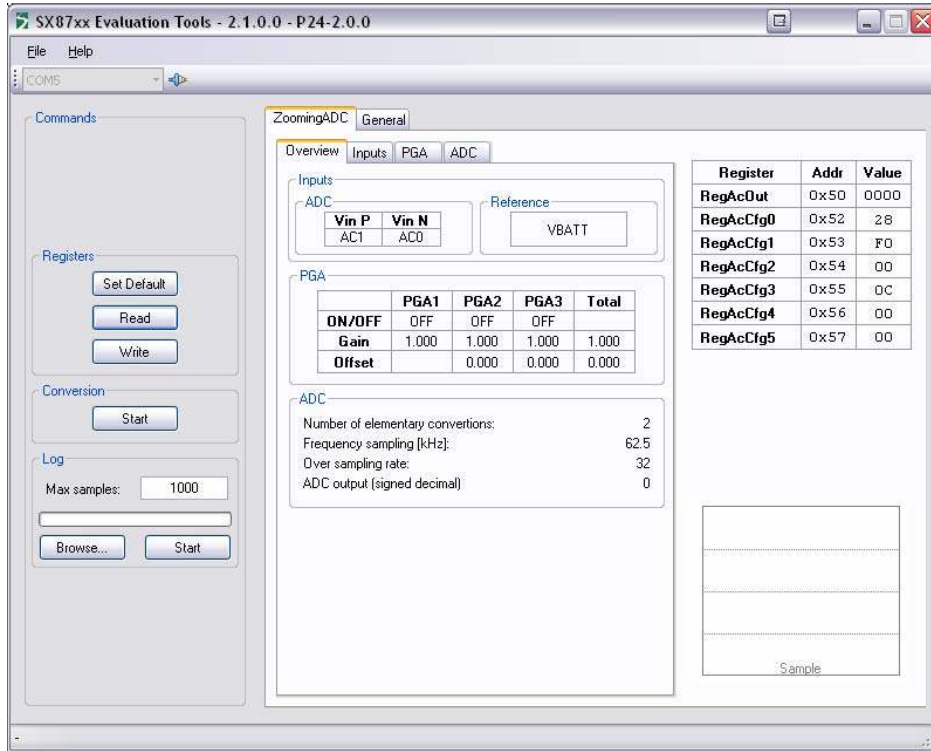 SX87xx Evaluation Tools - 2.1.0.0 - P24-2.0.0
File Help
COM5
Commands
Registers
Set Default
Read
Write
Conversion
Start
Log
Max samples: 1000
Browse... Start
ZoomingADC General
Overview Inputs PGA ADC
Inputs
ADC
Vin P Vin N
AC1 AC0
Reference
VBATT
PGA
PGA1 PGA2 PGA3 Total
ON/OFF OFF OFF OFF
Gain 1.000 1.000 1.000 1.000
Offset 0.000 0.000 0.000
ADC
Number of elementary convertions: 2
Frequency sampling [kHz]: 62.5
Over sampling rate: 32
ADC output (signed decimal) 0
Register Addr Value
RegAcOut 0x50 0000
RegAcCfg0 0x52 28
RegAcCfg1 0x53 F0
RegAcCfg2 0x54 00
RegAcCfg3 0x55 0C
RegAcCfg4 0x56 00
RegAcCfg5 0x57 00
Sample
-